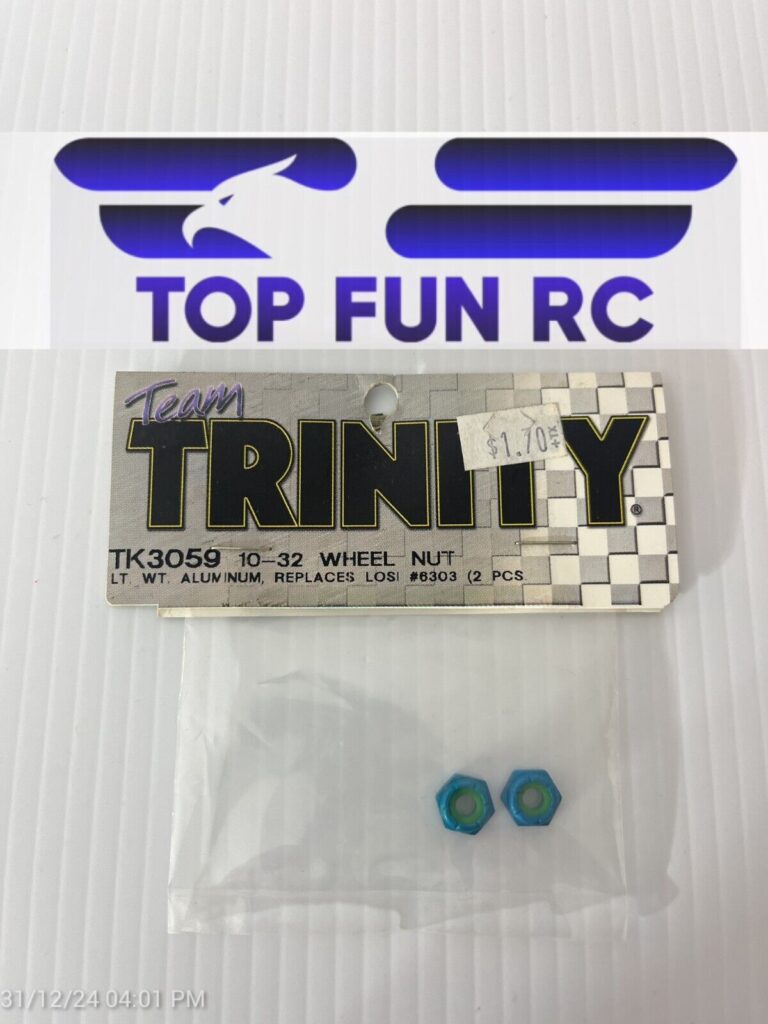 TOP FUN RC
Team
TRINITY®
$1.70 +TX
TK3059 10-32 WHEEL NUT
LT. WT. ALUMINUM, REPLACES LOSI #6303 (2 PCS
31/12/24 04:01 PM